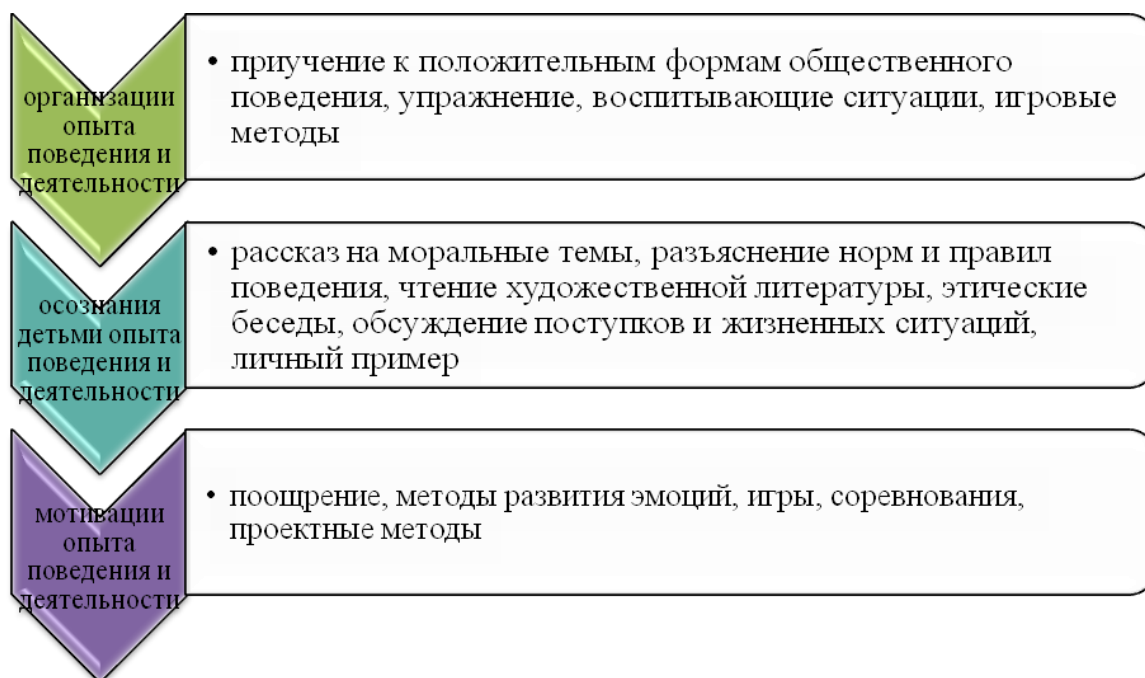 организации
опыта
поведения и
деятельности
• приучение к положительным формам общественного
поведения, упражнение, воспитывающие ситуации, игровые
методы
осознания
детьми опыта
поведения и
деятельности
• рассказ на моральные темы, разъяснение норм и правил
поведения, чтение художественной литературы, этические
беседы, обсуждение поступков и жизненных ситуаций,
личный пример
мотивации
опыта
поведения и
деятельности
• поощрение, методы развития эмоций, игры, соревнования,
проектные методы